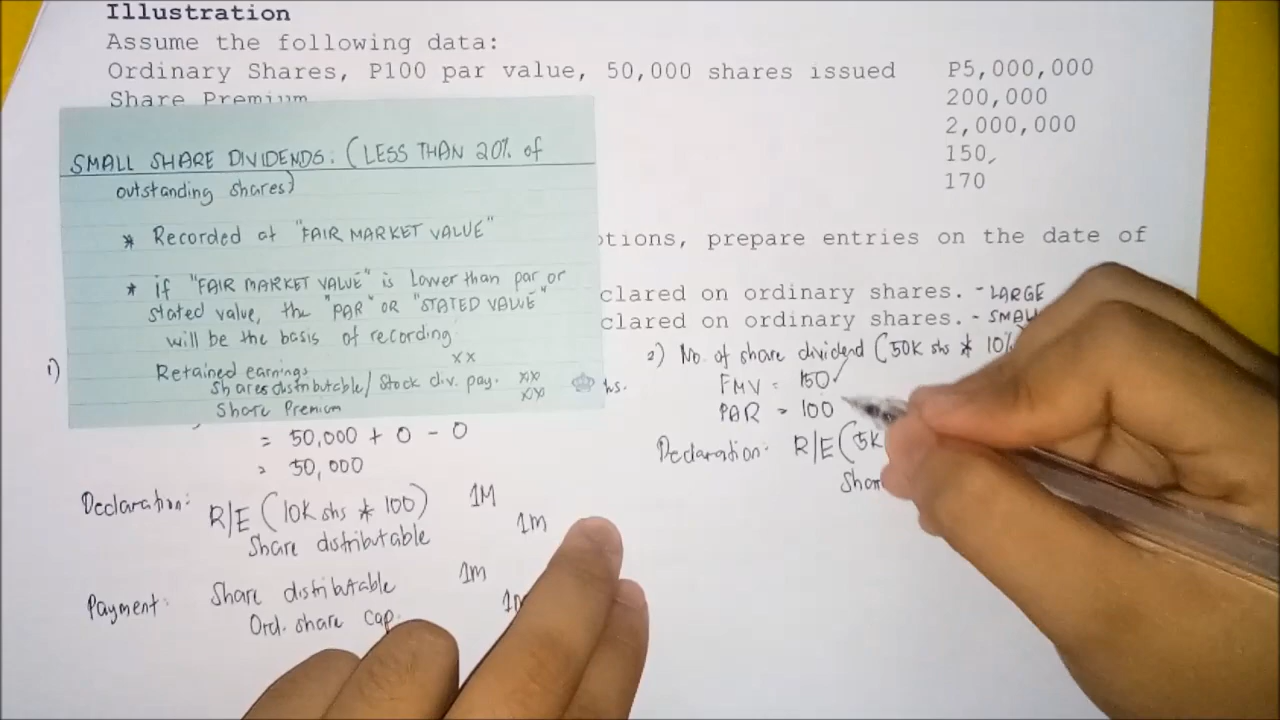 Illustration
Assume the following data:
Ordinary Shares, P100 par value, 50,000 shares issued P5,000,000
Share Premium 200,000
2,000,000
150
170
SMALL SHARE DIVIDENDS: (LESS THAN 20% of
outstanding shares)
* Recorded at "FAIR MARKET VALUE"
* if "FAIR MARKET VALUE" is lower than par or
stated value, the "PAR" OR "STATED VALUE"
will be the basis of recording
Retained earnings xx
Shares distributable/ Stock div. pay. xx
Share Premium xx
prepare entries on the date of
on ordinary shares. - LARGE
on ordinary shares. -
1)
= 50,000 + 0 - 0
= 50,000
Declaration: R/E (10K shs * 100) 1M
Share distributable 1m
Payment: Share distributable 1m
Ord. share cap.
2) No. of share dividend (50K shs * 10%
FMV = 150 ✓
PAR = 100
Declaration: R/E (5K